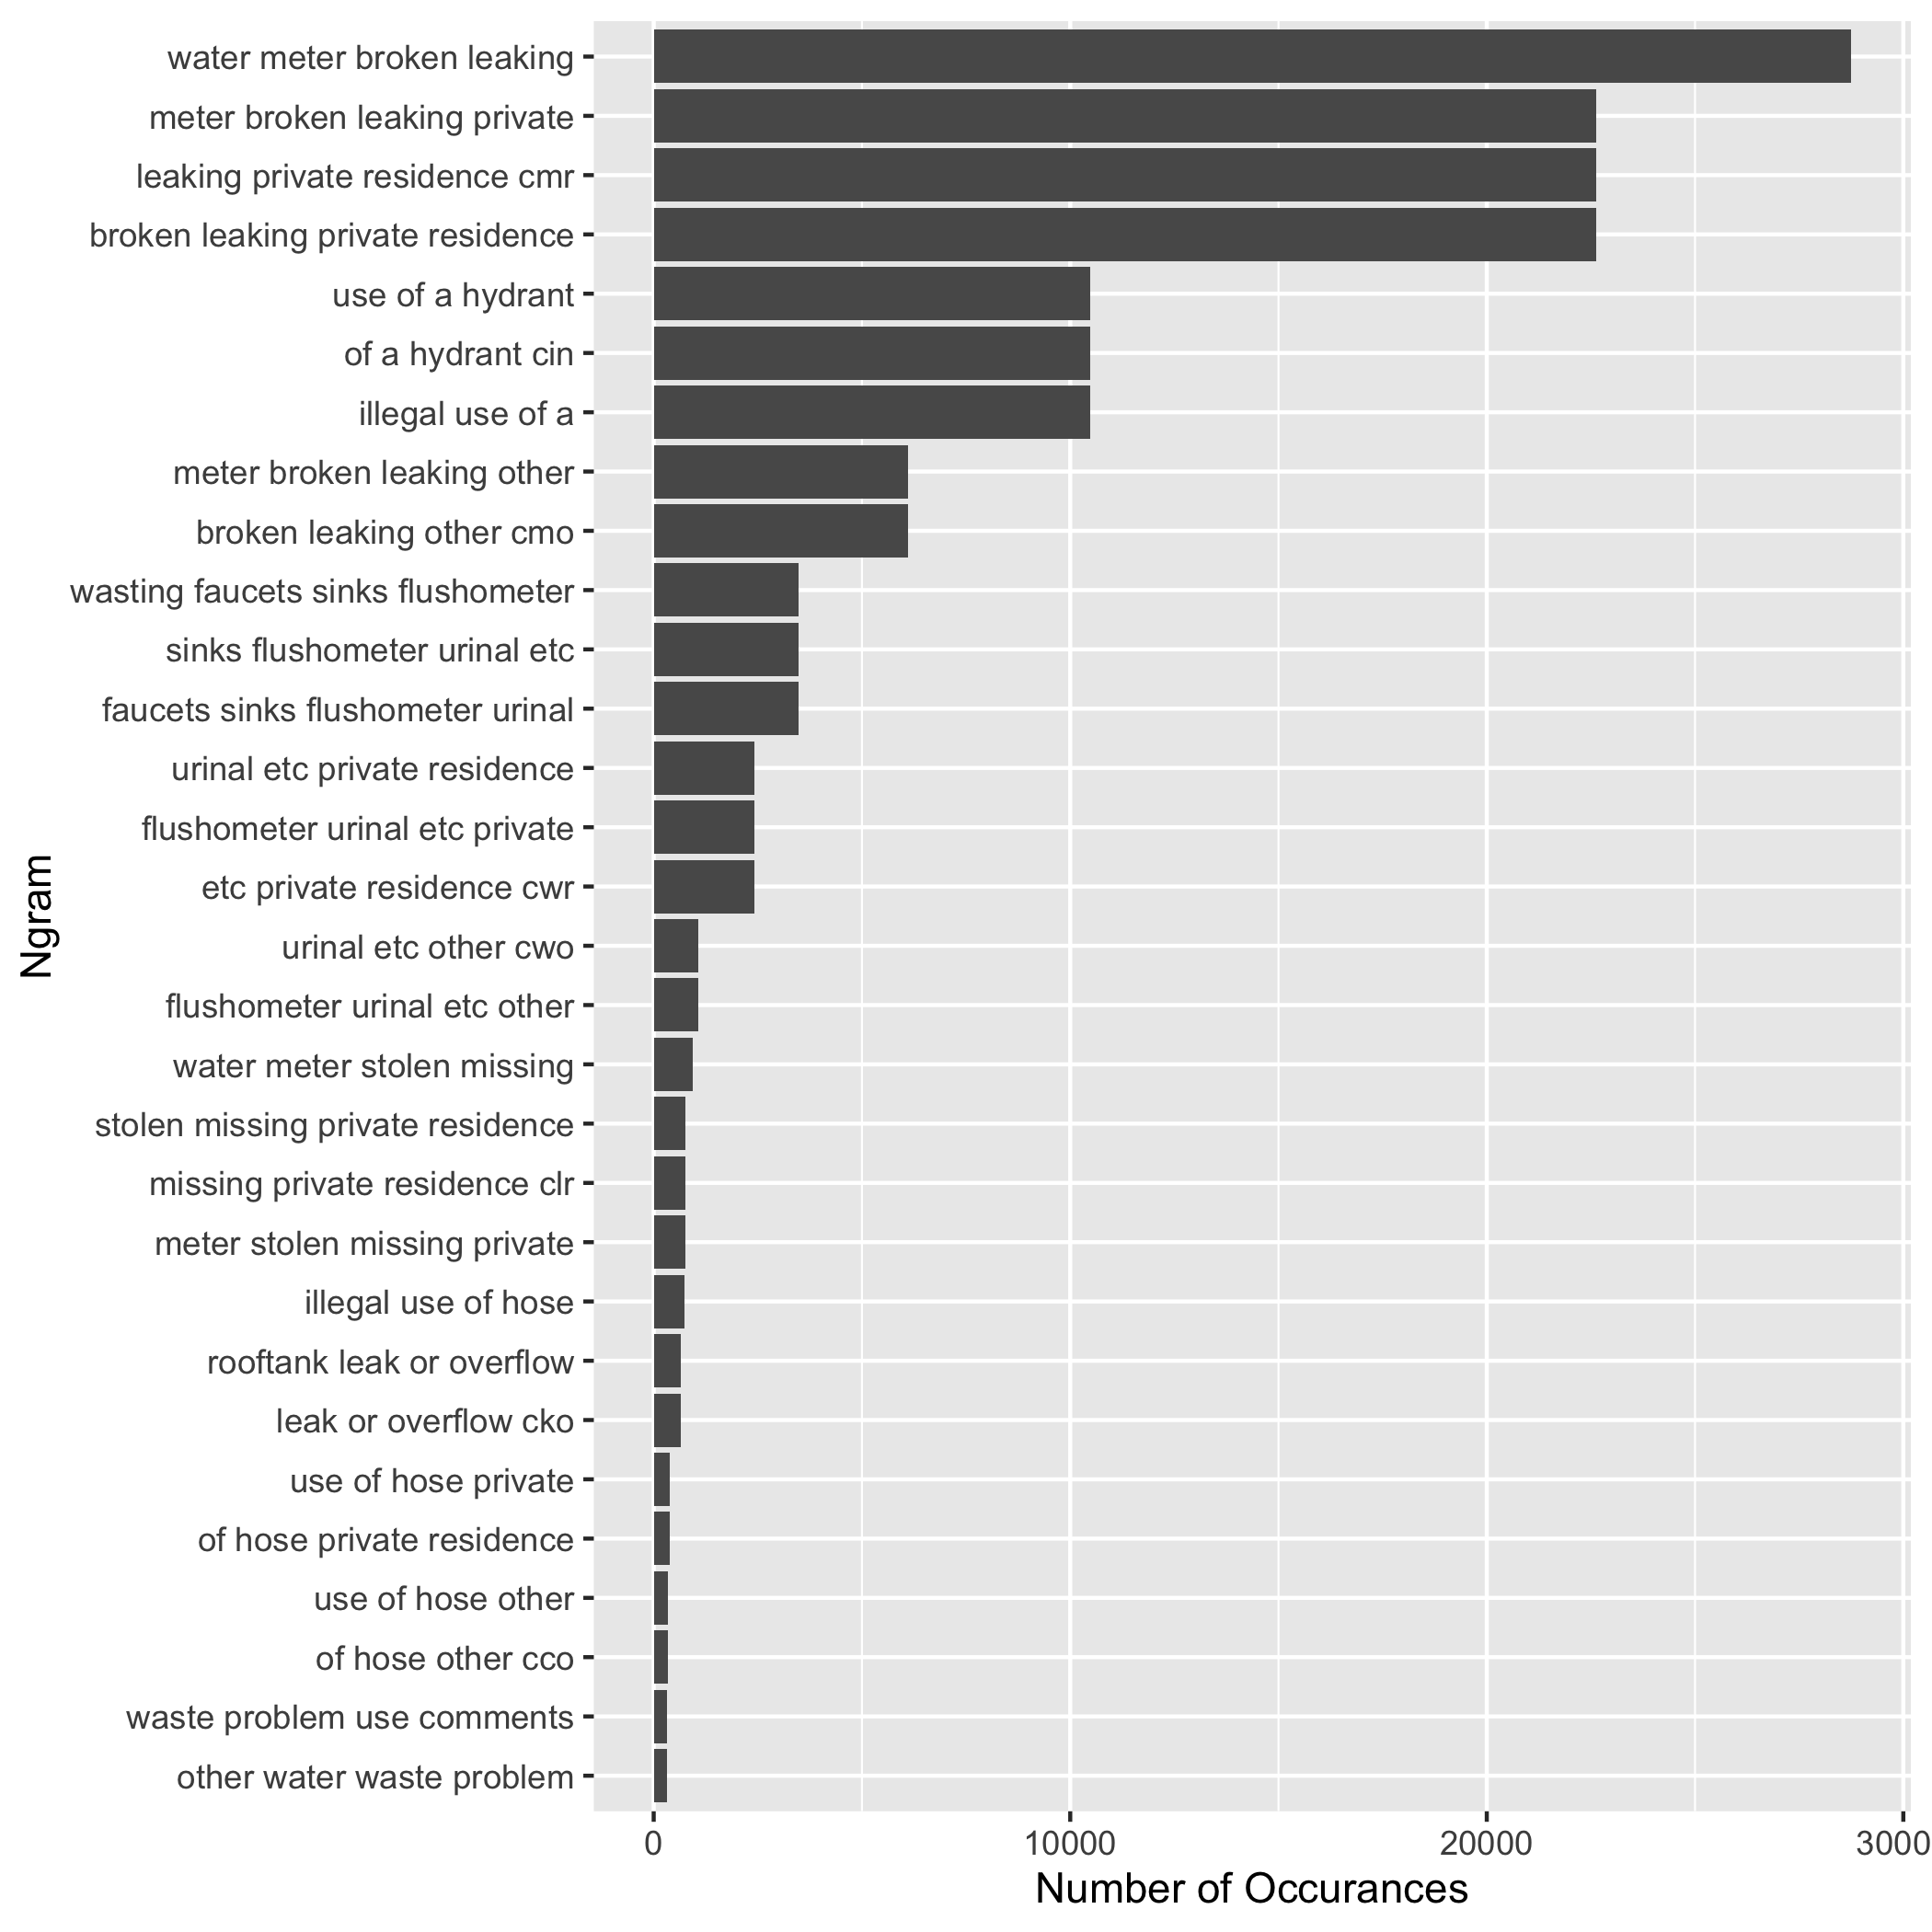 water meter broken leaking
meter broken leaking private
leaking private residence cmr
broken leaking private residence
use of a hydrant
of a hydrant cin
illegal use of a
meter broken leaking other
broken leaking other cmo
wasting faucets sinks flushometer
sinks flushometer urinal etc
faucets sinks flushometer urinal
urinal etc private residence
flushometer urinal etc private
etc private residence cwr
urinal etc other cwo
flushometer urinal etc other
water meter stolen missing
stolen missing private residence
missing private residence clr
meter stolen missing private
illegal use of hose
rooftank leak or overflow
leak or overflow cko
use of hose private
of hose private residence
use of hose other
of hose other cco
waste problem use comments
other water waste problem
Ngram
0 10000 20000 3000
Number of Occurances